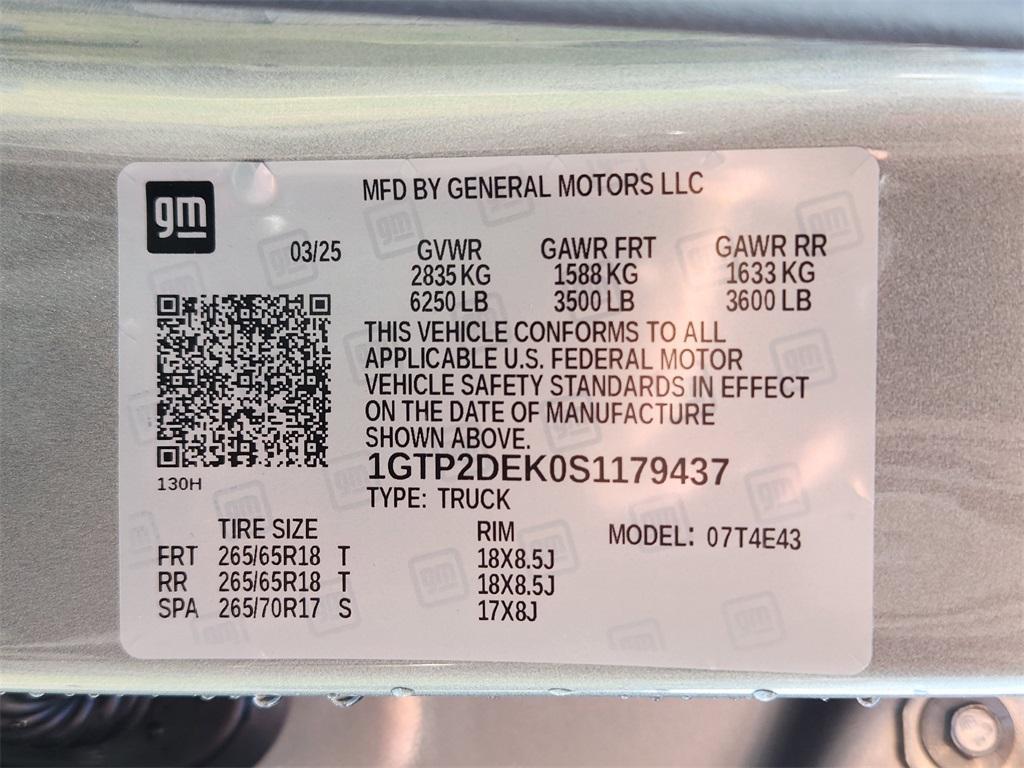 gm
MFD BY GENERAL MOTORS LLC
03/25
GVWR GAWR FRT GAWR RR
2835 KG 1588 KG 1633 KG
6250 LB 3500 LB 3600 LB
THIS VEHICLE CONFORMS TO ALL
APPLICABLE U.S. FEDERAL MOTOR
VEHICLE SAFETY STANDARDS IN EFFECT
ON THE DATE OF MANUFACTURE
SHOWN ABOVE.
1GTP2DEK0S1179437
130H
TYPE: TRUCK
TIRE SIZE RIM MODEL: 07T4E43
FRT 265/65R18 T 18X8.5J
RR 265/65R18 T 18X8.5J
SPA 265/70R17 S 17X8J